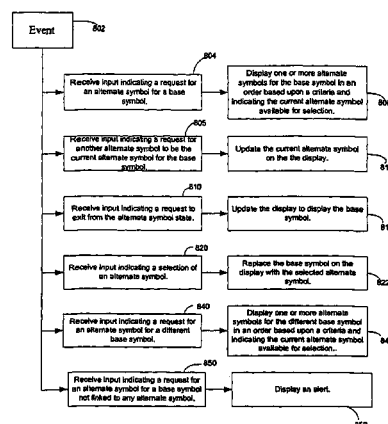 Event
802
804
Receive input indicating a request for
an alternate symbol for a base
symbol.
Display one or more alternate
symbols for the base symbol in an
order based upon a criteria and
indicating the current alternate symbol
available for selection.
80
805
Receive input indicating a request for
another alternate symbol to be the
current alternate symbol for the base
symbol.
Update the current alternate symbol
on the the display.
81
810
Receive input indicating a request to
exit from the alternate symbol state.
Update the display to display the base
symbol.
81
820
Receive input indicating a selection of
an alternate symbol.
Replace the base symbol on the
display with the selected alternate
symbol.
822
840
Receive input indicating a request for
an alternate symbol for a different
base symbol.
Display one or more alternate
symbols for the different base symbol
in an order based upon a criteria and
indicating the current alternate symbol
available for selection..
84
850
Receive input indicating a request for
an alternate symbol for a base symbol
not linked to any alternate symbol.
Display an alert.